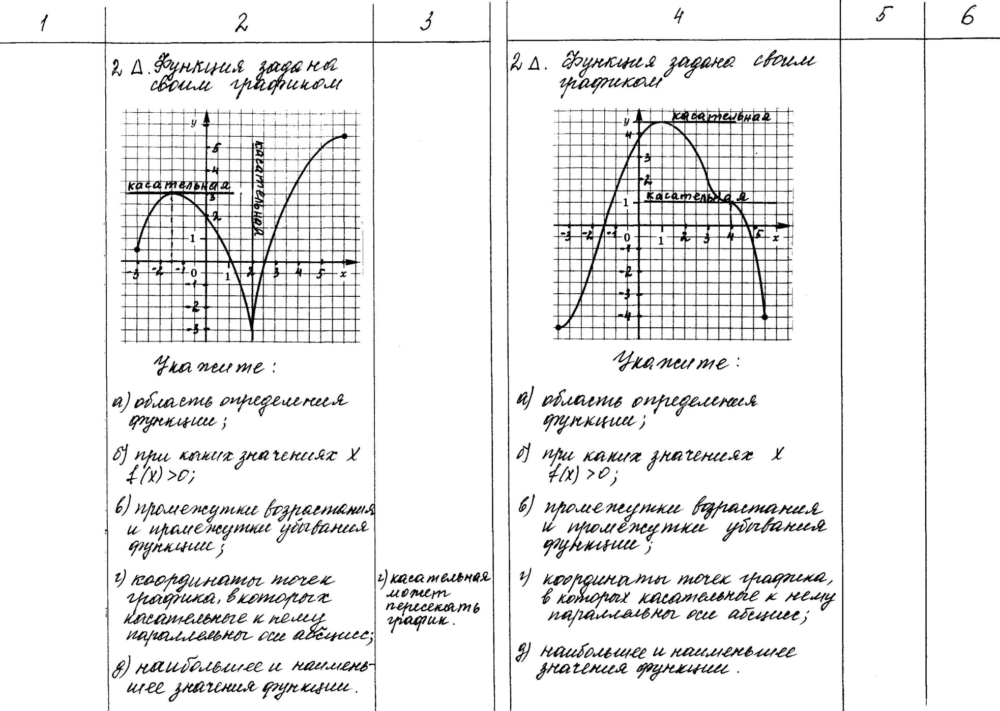 1
2
3
4
5
6
2 Δ. Функция задана
своим графиком
y
5
4
касательная
3
2
1
касательная
-3 -2 -1 0 1 2 3 4 5 x
-1
-2
-3
Укажите:
а) область определения
функции;
б) при каких значениях х
f(x)>0;
в) промежутки возрастания
и промежутки убывания
функции;
г) координаты точек
графика, в которых
касательные к нему
параллельны оси абсцисс;
д) наибольшее и наимень-
шее значения функции.
г) касательная
может
пересекать
график.
2 Δ. Функция задана своим
графиком
касательная
y
4
3
2
касательная
1
-3 -2 -1 0 1 2 3 4 5 x
-1
-2
-3
-4
Укажите:
а) область определения
функции;
б) при каких значениях х
f(x) >0;
в) промежутки возрастания
и промежутки убывания
функции;
г) координаты точек графика,
в которых касательные к нему
параллельны оси абсцисс;
д) наибольшее и наименьшее
значения функции.